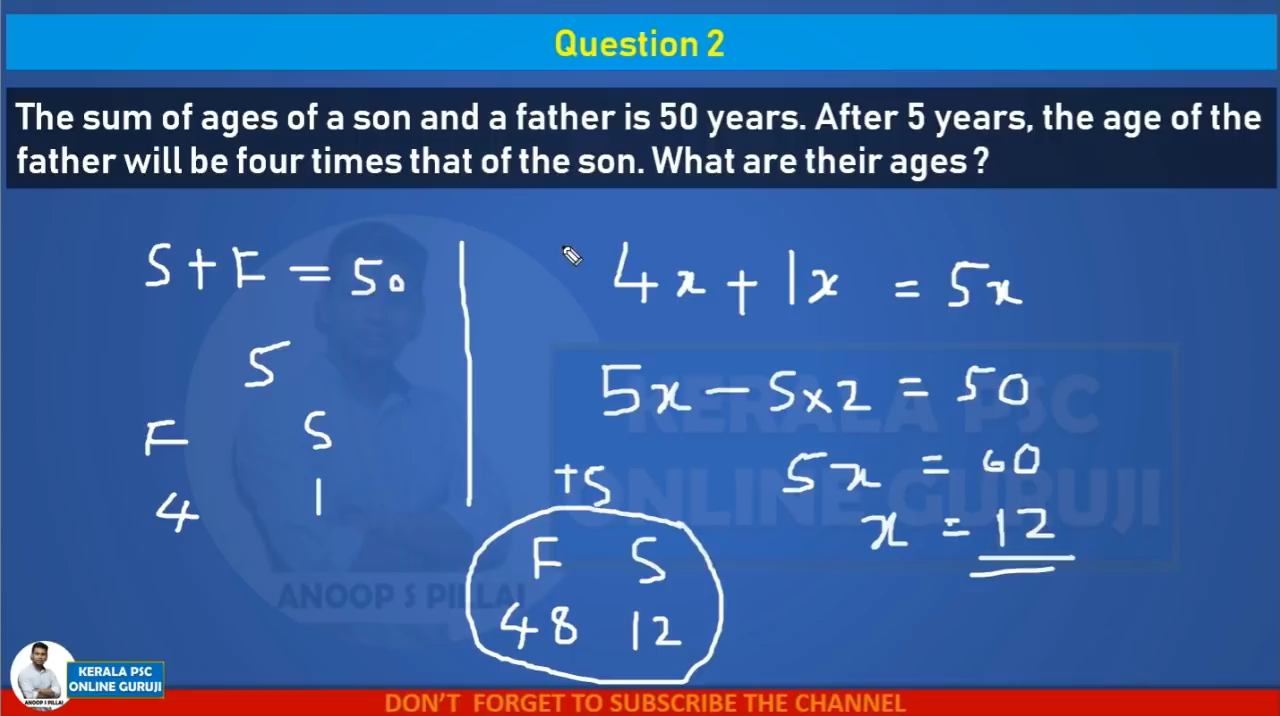 Question 2
The sum of ages of a son and a father is 50 years. After 5 years, the age of the
father will be four times that of the son. What are their ages?
S+F = 50
5
F S
4 1
4x + 1x = 5x
5x - 5x2 = 50
5x = 60
x = 12
+5
F S
48 12
KERALA PSC
ONLINE GURUJI
ANOOP S PILLAI
KERALA PSC
ONLINE GURUJI
ANOOP S PILLAI
DON'T FORGET TO SUBSCRIBE THE CHANNEL